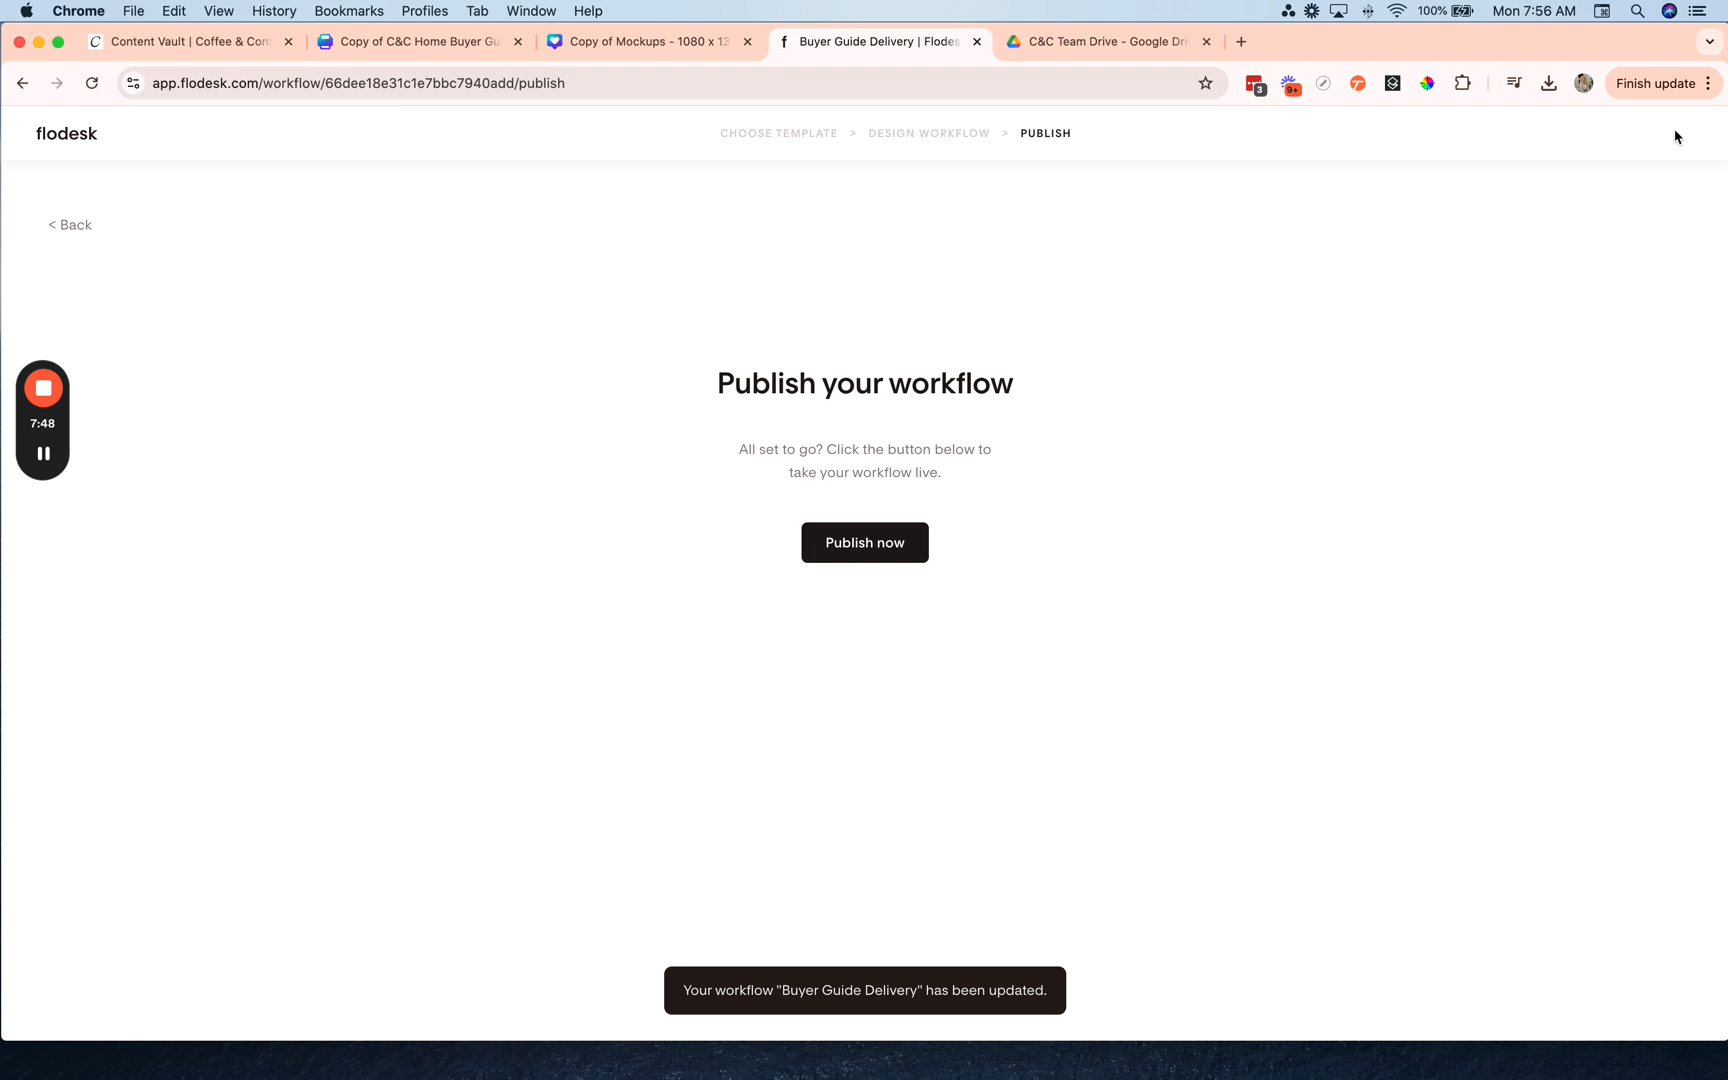 Chrome File Edit View History Bookmarks Profiles Tab Window Help 100% Mon 7:56 AM
Content Vault | Coffee & Cont Copy of C&C Home Buyer Gu Copy of Mockups - 1080 x 13 f Buyer Guide Delivery | Flodes C&C Team Drive - Google Dri
app.flodesk.com/workflow/66dee18e31c1e7bbc7940add/publish 3 9+ Finish update
flodesk CHOOSE TEMPLATE > DESIGN WORKFLOW > PUBLISH
< Back
Publish your workflow
7:48
All set to go? Click the button below to
take your workflow live.
Publish now
Your workflow "Buyer Guide Delivery" has been updated.